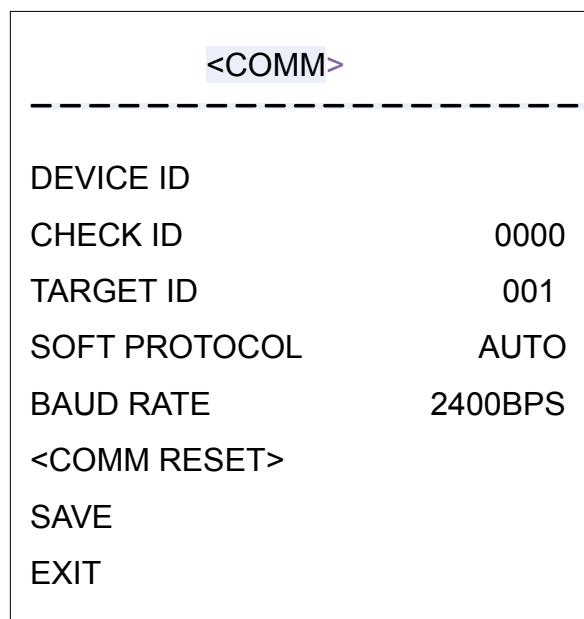 <COMM>
DEVICE ID
CHECK ID 0000
TARGET ID 001
SOFT PROTOCOL AUTO
BAUD RATE 2400BPS
<COMM RESET>
SAVE
EXIT